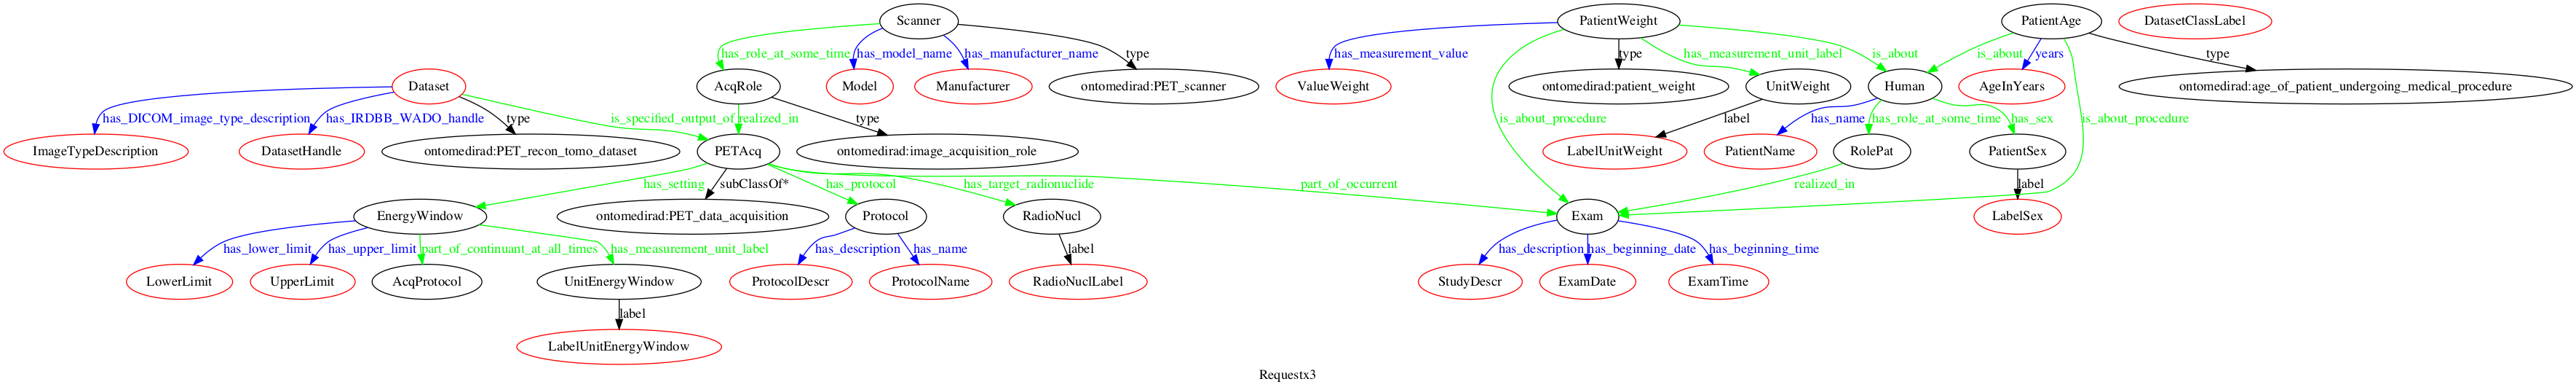 Scanner
PatientWeight
PatientAge
DatasetClassLabel
has_role_at_some_time
has_model_name
has_manufacturer_name
type
has_measurement_value
type
has_measurement_unit_label
is_about
is_about
years
type
Dataset
AcqRole
Model
Manufacturer
ontomedirad:PET_scanner
ValueWeight
ontomedirad:patient_weight
UnitWeight
Human
AgeInYears
ontomedirad:age_of_patient_undergoing_medical_procedure
has_DICOM_image_type_description
has_IRDBB_WADO_handle
type
is_specified_output_of
realized_in
type
is_about_procedure
label
has_name
has_role_at_some_time
has_sex
is_about_procedure
ImageTypeDescription
DatasetHandle
ontomedirad:PET_recon_tomo_dataset
PETAcq
ontomedirad:image_acquisition_role
LabelUnitWeight
PatientName
RolePat
PatientSex
has_setting
subClassOf*
has_protocol
has_target_radionuclide
part_of_occurrent
realized_in
label
EnergyWindow
ontomedirad:PET_data_acquisition
Protocol
RadioNucl
Exam
LabelSex
has_lower_limit
has_upper_limit
part_of_continuant_at_all_times
has_measurement_unit_label
has_description
has_name
label
has_description
has_beginning_date
has_beginning_time
LowerLimit
UpperLimit
AcqProtocol
UnitEnergyWindow
ProtocolDescr
ProtocolName
RadioNuclLabel
StudyDescr
ExamDate
ExamTime
label
LabelUnitEnergyWindow
Requestx3